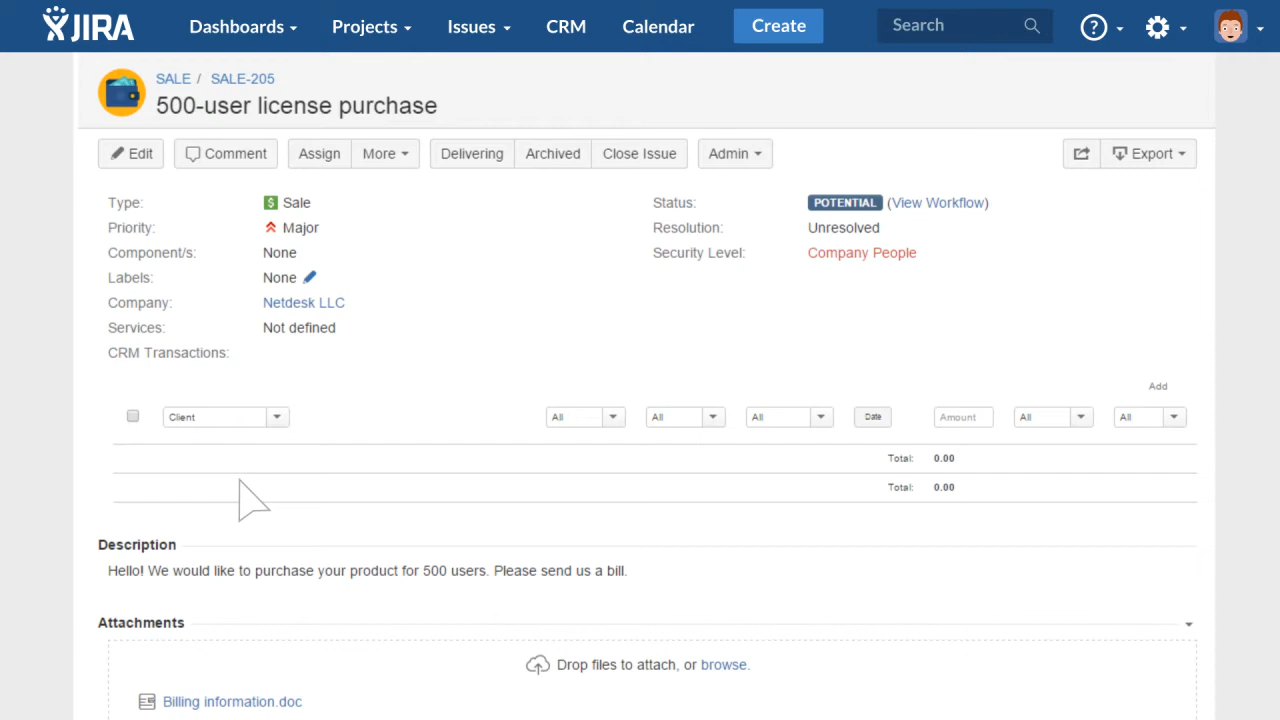 JIRA Dashboards Projects Issues CRM Calendar Create Search ?
SALE / SALE-205
500-user license purchase
Edit Comment Assign More Delivering Archived Close Issue Admin Export
Type: $ Sale Status: POTENTIAL (View Workflow)
Priority: Major Resolution: Unresolved
Component/s: None Security Level: Company People
Labels: None
Company: Netdesk LLC
Services: Not defined
CRM Transactions:
Add
Client All All All Date Amount All All
Total: 0.00
Total: 0.00
Description
Hello! We would like to purchase your product for 500 users. Please send us a bill.
Attachments
Drop files to attach, or browse.
Billing information.doc